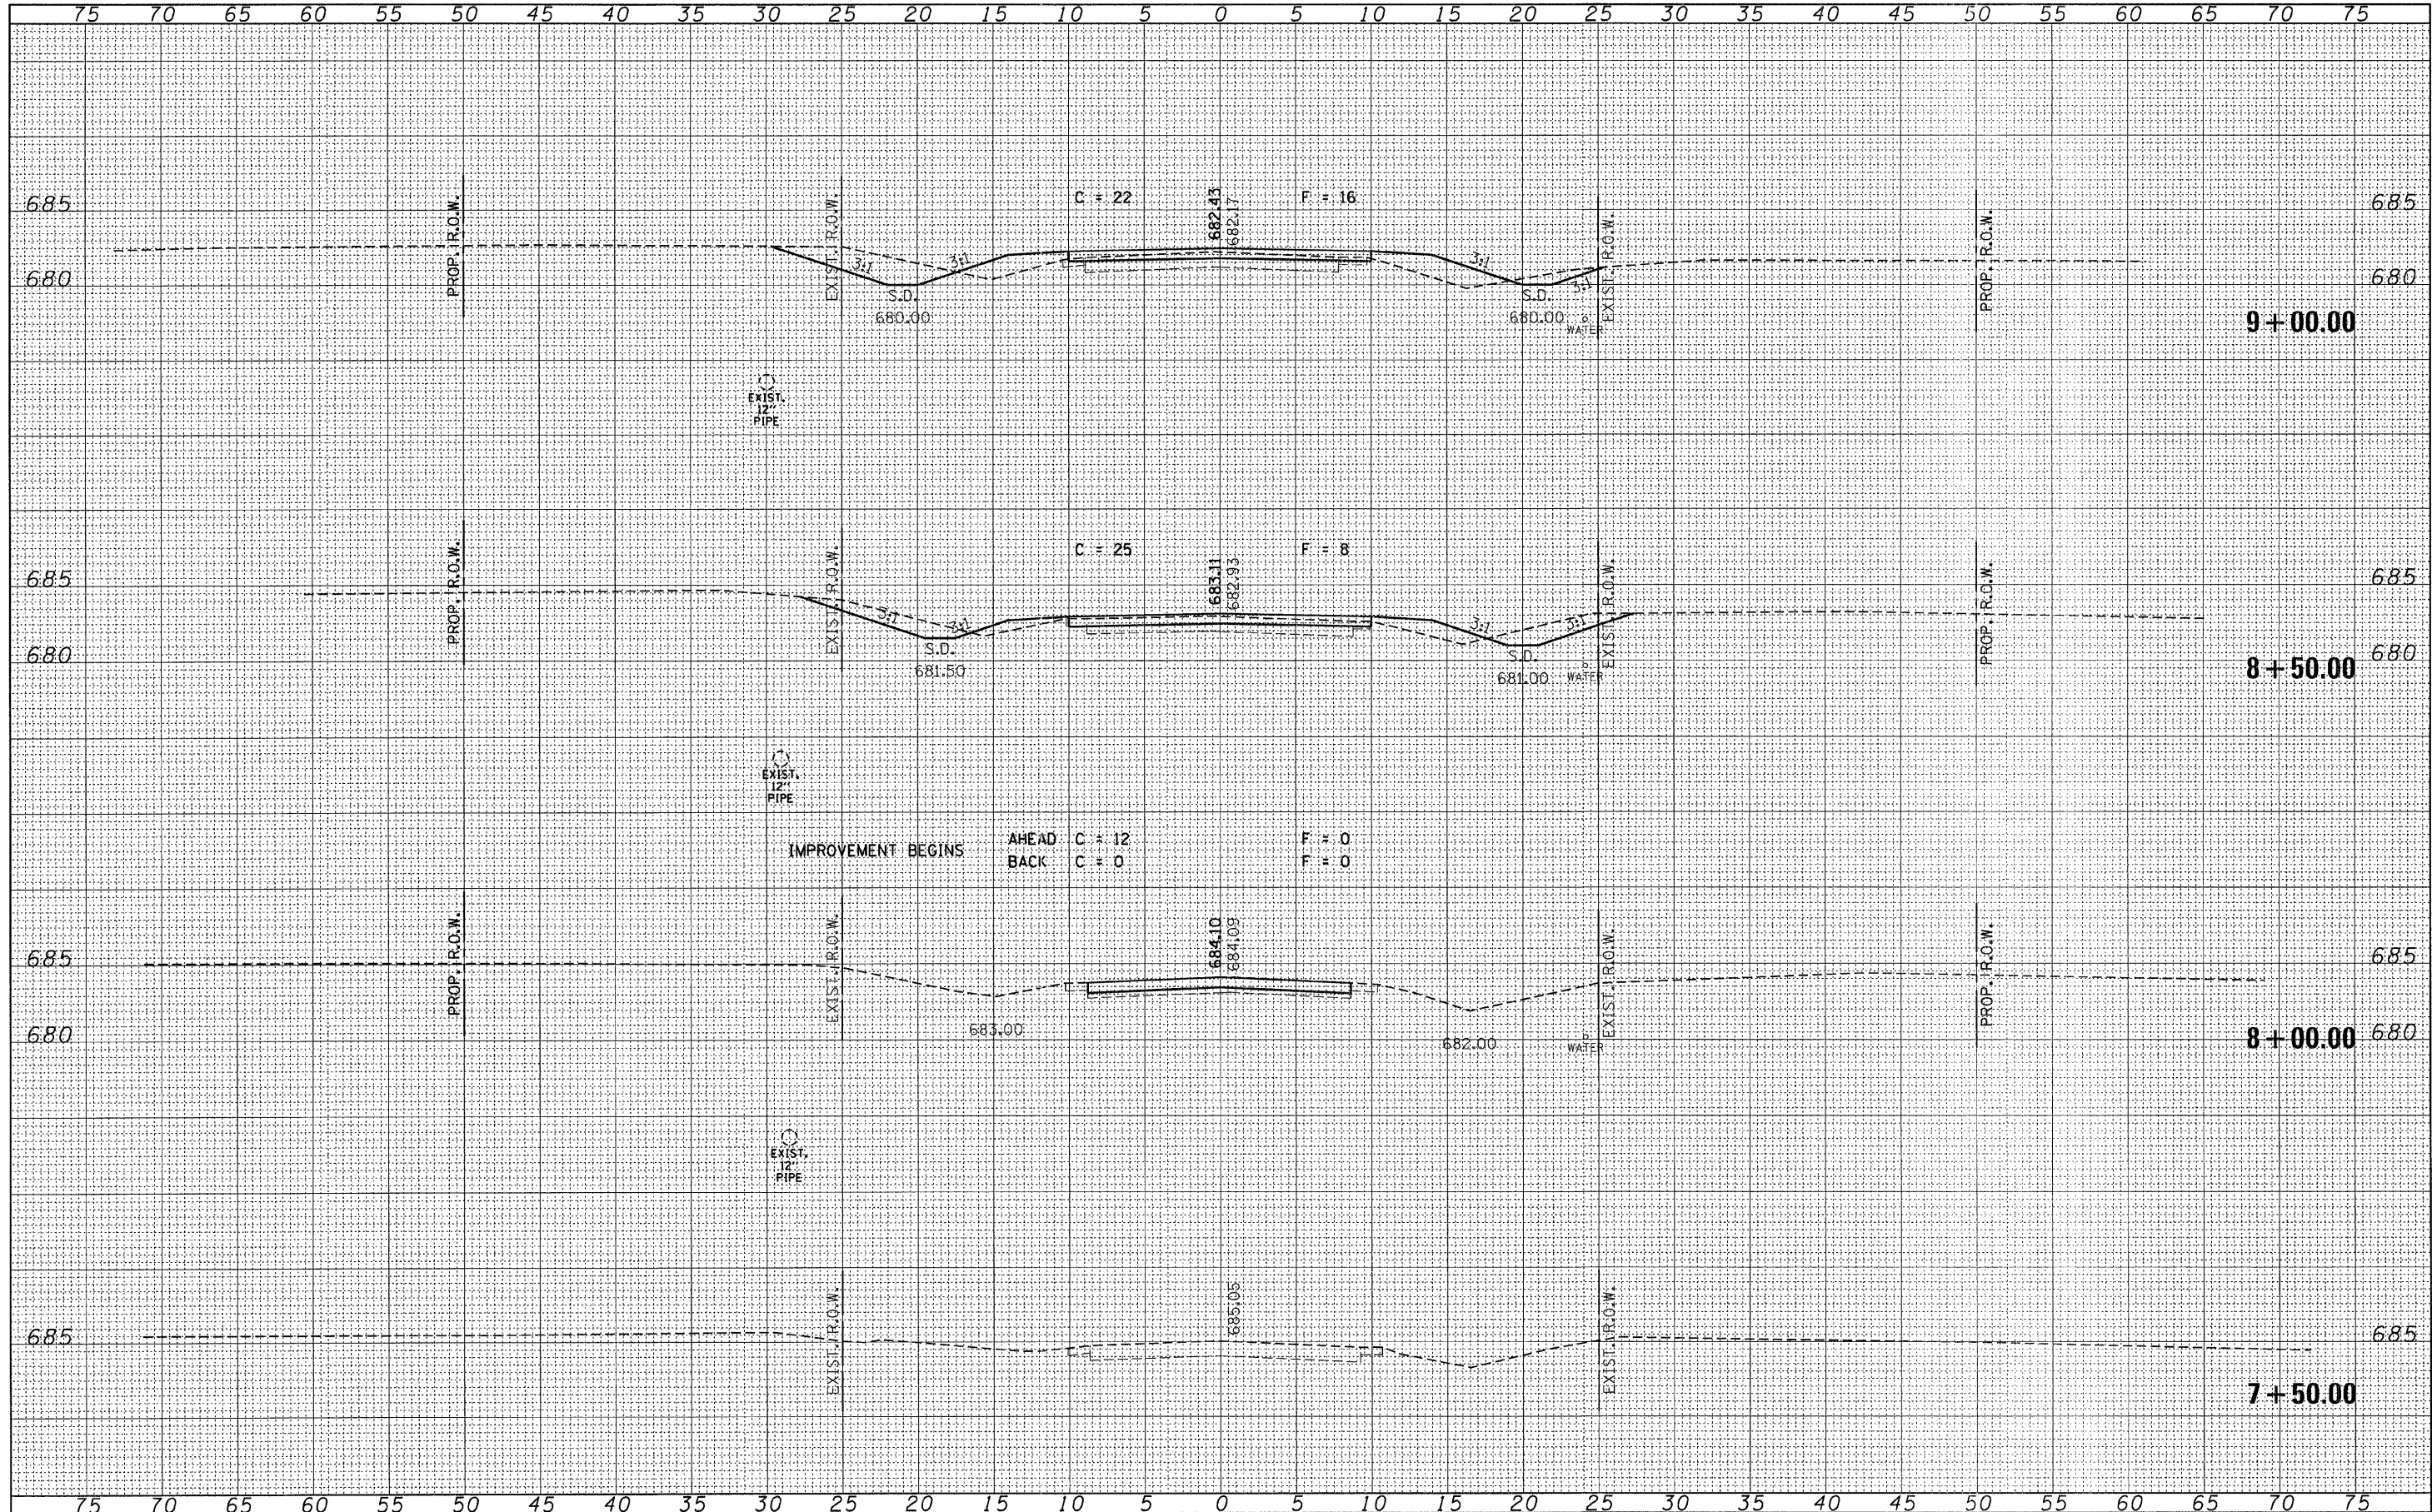 75 70 65 60 55 50 45 40 35 30 25 20 15 10 5 0 5 10 15 20 25 30 35 40 45 50 55 60 65 70 75
C = 22 F = 16
682.43
682.17
PROP. R.O.W.
EXIST. R.O.W.
EXIST. R.O.W.
PROP. R.O.W.
685 685
3:1 3:1 3:1 3:1
680 680
S.D. S.D.
680.00 680.00
WATER
9+00.00
EXIST.
12"
PIPE
C = 25 F = 8
683.11
682.93
PROP. R.O.W.
EXIST. R.O.W.
EXIST. R.O.W.
PROP. R.O.W.
685 685
3:1 3:1 3:1 3:1
680 680
S.D. S.D.
681.50 681.00
WATER
8+50.00
EXIST.
12"
PIPE
IMPROVEMENT BEGINS
AHEAD C = 12 F = 0
BACK C = 0 F = 0
684.10
684.09
PROP. R.O.W.
EXIST. R.O.W.
EXIST. R.O.W.
PROP. R.O.W.
685 685
683.00 682.00
680 680
WATER
8+00.00
EXIST.
12"
PIPE
685.05
EXIST. R.O.W.
EXIST. R.O.W.
685 685
7+50.00
75 70 65 60 55 50 45 40 35 30 25 20 15 10 5 0 5 10 15 20 25 30 35 40 45 50 55 60 65 70 75